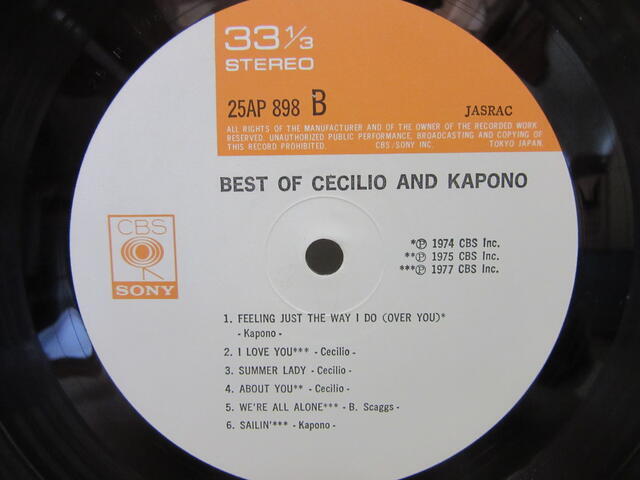 33 1/3
STEREO
25AP 898 B
JASRAC
ALL RIGHTS OF THE MANUFACTURER AND OF THE OWNER OF THE RECORDED WORK
RESERVED. UNAUTHORIZED PUBLIC PERFORMANCE, BROADCASTING AND COPYING OF
THIS RECORD PROHIBITED. CBS/SONY INC. TOKYO JAPAN.
BEST OF CECILIO AND KAPONO
CBS
SONY
*℗ 1974 CBS Inc.
**℗ 1975 CBS Inc.
***℗ 1977 CBS Inc.
1. FEELING JUST THE WAY I DO (OVER YOU)*
- Kapono -
2. I LOVE YOU*** - Cecilio -
3. SUMMER LADY - Cecilio -
4. ABOUT YOU** - Cecilio -
5. WE'RE ALL ALONE*** - B. Scaggs -
6. SAILIN'*** - Kapono -